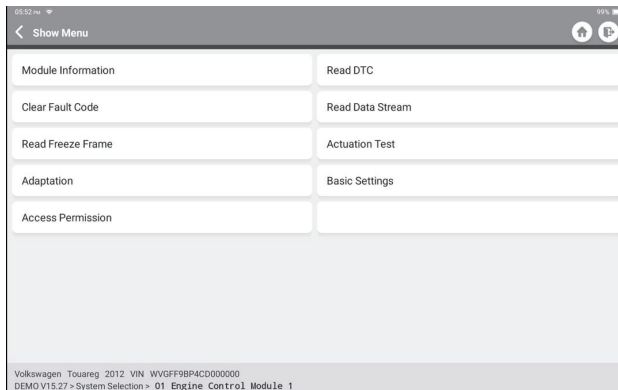 05:52 PM 99%
Show Menu
Module Information Read DTC
Clear Fault Code Read Data Stream
Read Freeze Frame Actuation Test
Adaptation Basic Settings
Access Permission
Volkswagen Touareg 2012 VIN WVGFF9BP4CD000000
DEMO V15.27 > System Selection > 01 Engine Control Module 1